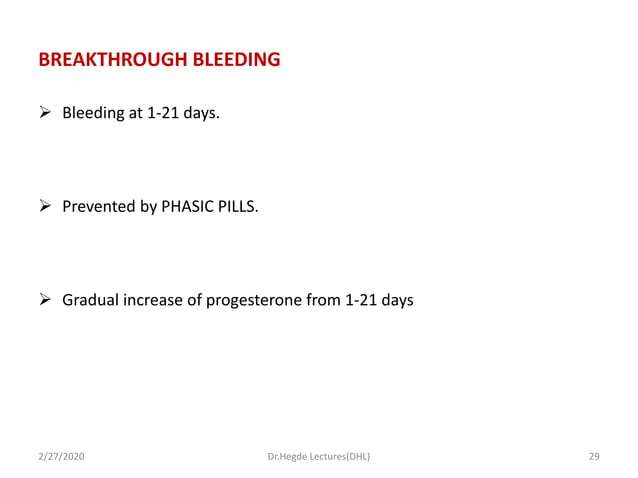 BREAKTHROUGH BLEEDING
➢ Bleeding at 1-21 days.
➢ Prevented by PHASIC PILLS.
➢ Gradual increase of progesterone from 1-21 days
2/27/2020
Dr.Hegde Lectures(DHL)
29